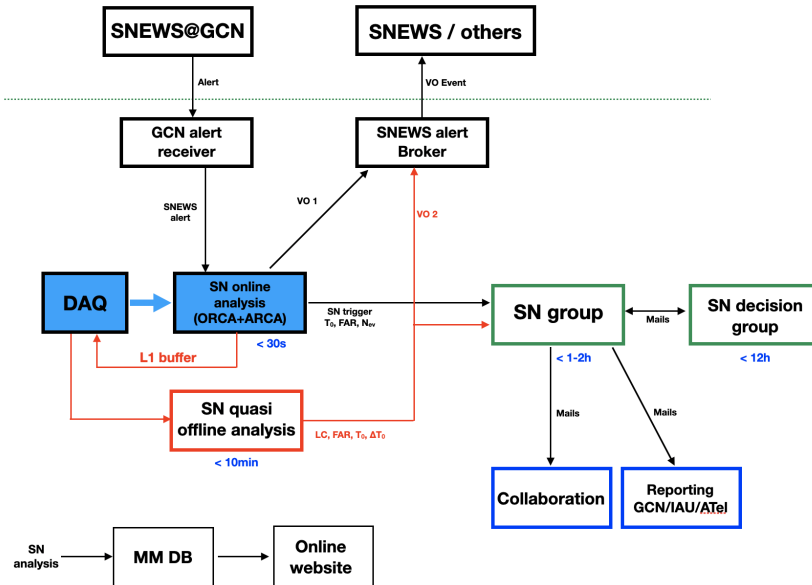 SNEWS@GCN
SNEWS / others
Alert
VO Event
GCN alert
receiver
SNEWS alert
Broker
SNEWS
alert
VO 1
VO 2
DAQ
SN online
analysis
(ORCA+ARCA)
SN trigger
T₀, FAR, Nₑᵥ
SN group
Mails
SN decision
group
L1 buffer
< 30s
< 1-2h
< 12h
SN quasi
offline analysis
LC, FAR, T₀, ΔT₀
< 10min
Mails
Mails
Collaboration
Reporting
GCN/IAU/ATel
SN
analysis
MM DB
Online
website